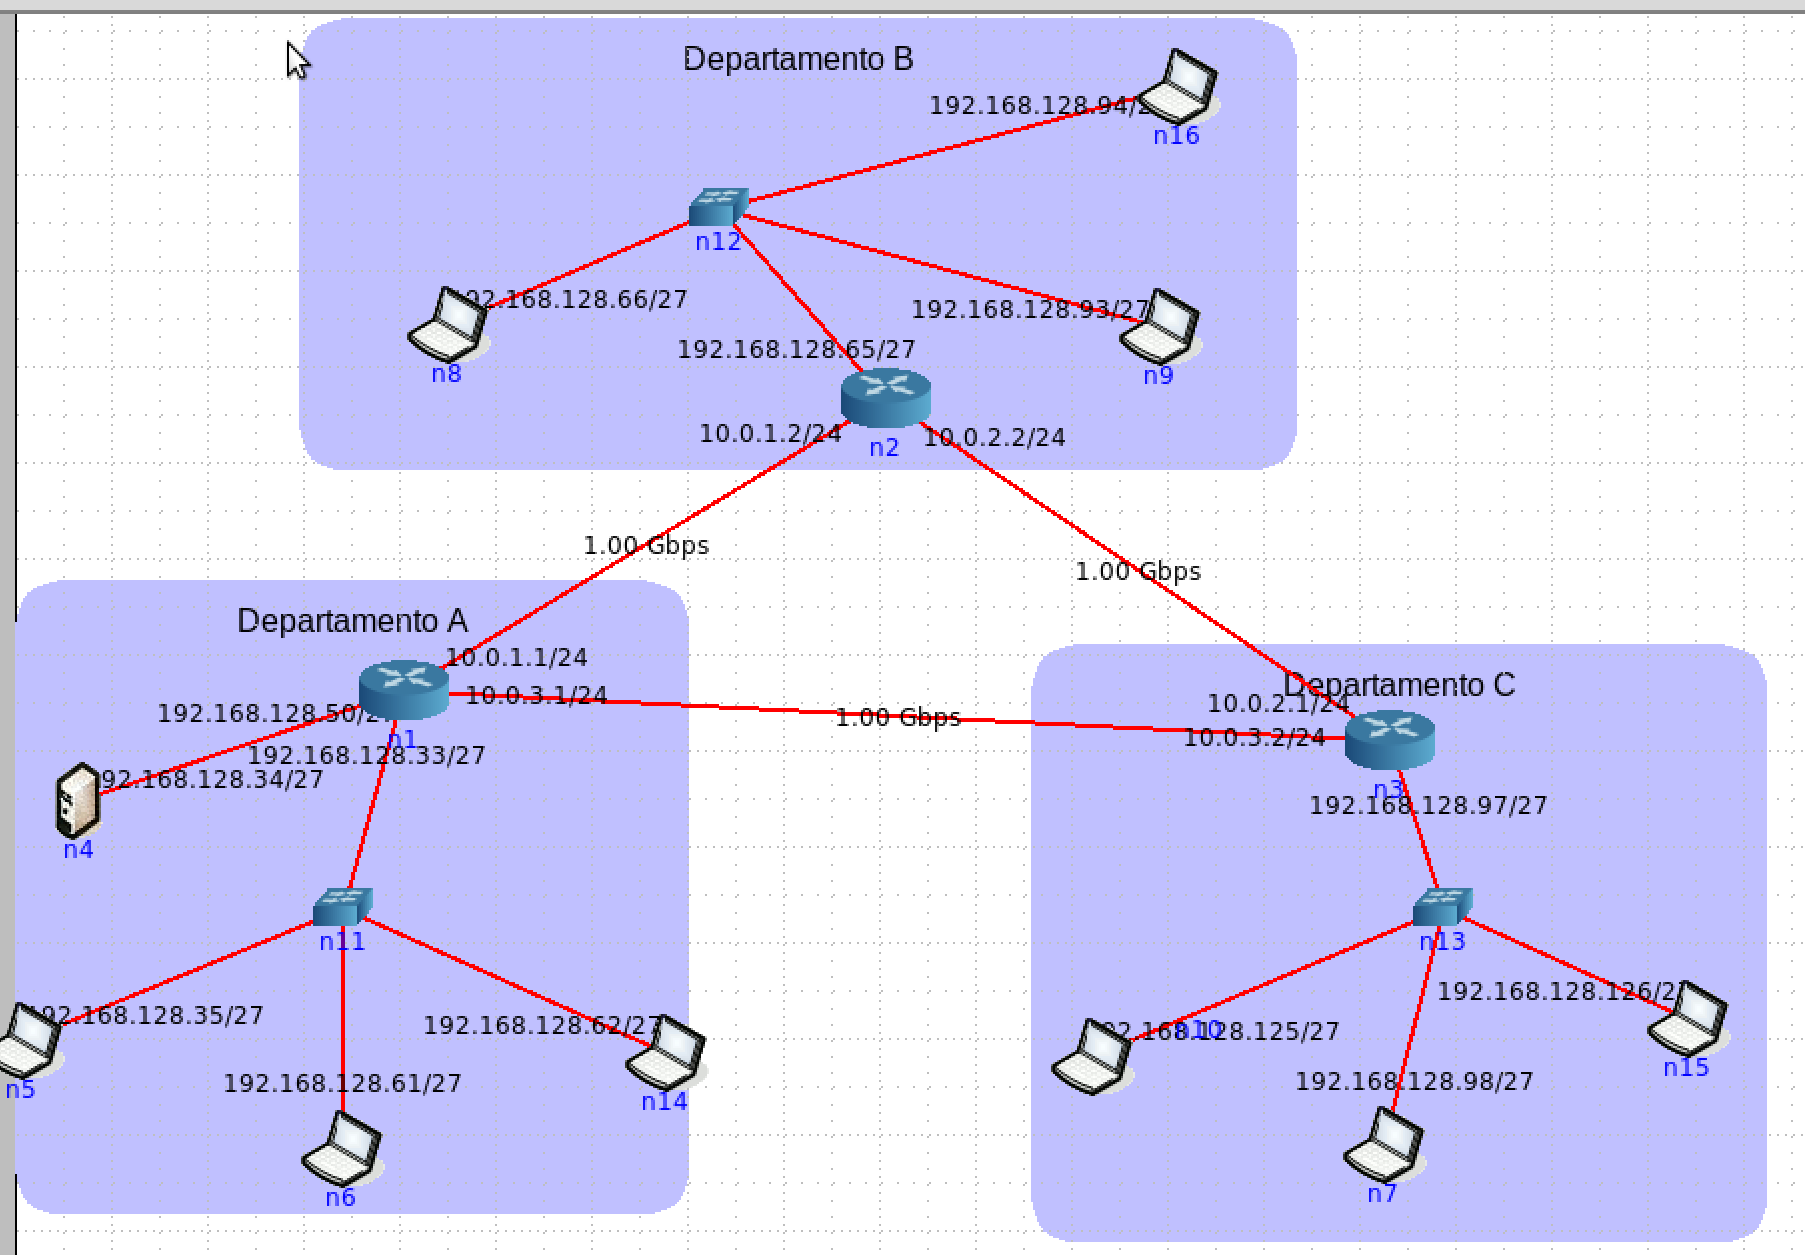 Departamento B
192.168.128.94/2
n16
n12
92.168.128.66/27
192.168.128.93/27
n8
192.168.128.65/27
n9
10.0.1.2/24
n2
10.0.2.2/24
1.00 Gbps
1.00 Gbps
Departamento A
10.0.1.1/24
10.0.3.1/24
192.168.128.50/27
n1
192.168.128.33/27
92.168.128.34/27
n4
1.00 Gbps
Departamento C
10.0.2.1/24
10.0.3.2/24
n3
192.168.128.97/27
n11
n13
92.168.128.35/27
192.168.128.62/27
n5
192.168.128.61/27
n14
n6
192.168.128.126/2
92.168.128.125/27
n10
n15
192.168.128.98/27
n7